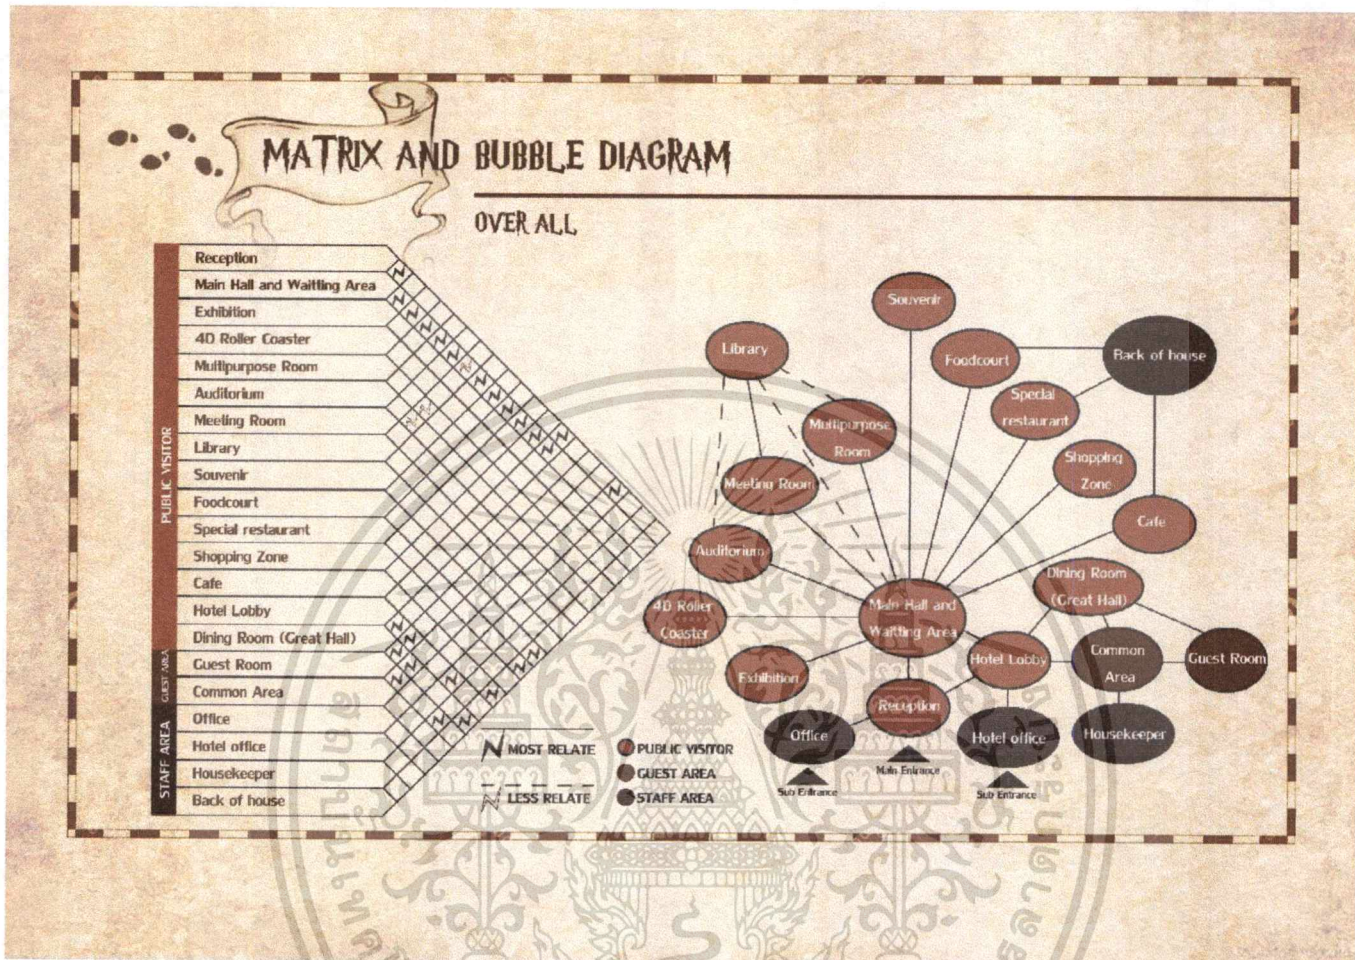 MATRIX AND BUBBLE DIAGRAM
OVER ALL
PUBLIC VISITOR
GUEST AREA
STAFF AREA
Reception
Main Hall and Waitting Area
Exhibition
4D Roller Coaster
Multipurpose Room
Auditorium
Meeting Room
Library
Souvenir
Foodcourt
Special restaurant
Shopping Zone
Cafe
Hotel Lobby
Dining Room (Great Hall)
Guest Room
Common Area
Office
Hotel office
Housekeeper
Back of house
MOST RELATE
LESS RELATE
PUBLIC VISITOR
GUEST AREA
STAFF AREA
Souvenir
Library
Foodcourt
Back of house
Special
restaurant
Multipurpose
Room
Shopping
Zone
Meeting Room
Cafe
Auditorium
Dining Room
(Great Hall)
4D Roller
Coaster
Main Hall and
Waitting Area
Hotel Lobby
Common
Area
Guest Room
Exhibition
Reception
Office
Hotel office
Housekeeper
Main Entrance
Sub Entrance
Sub Entrance